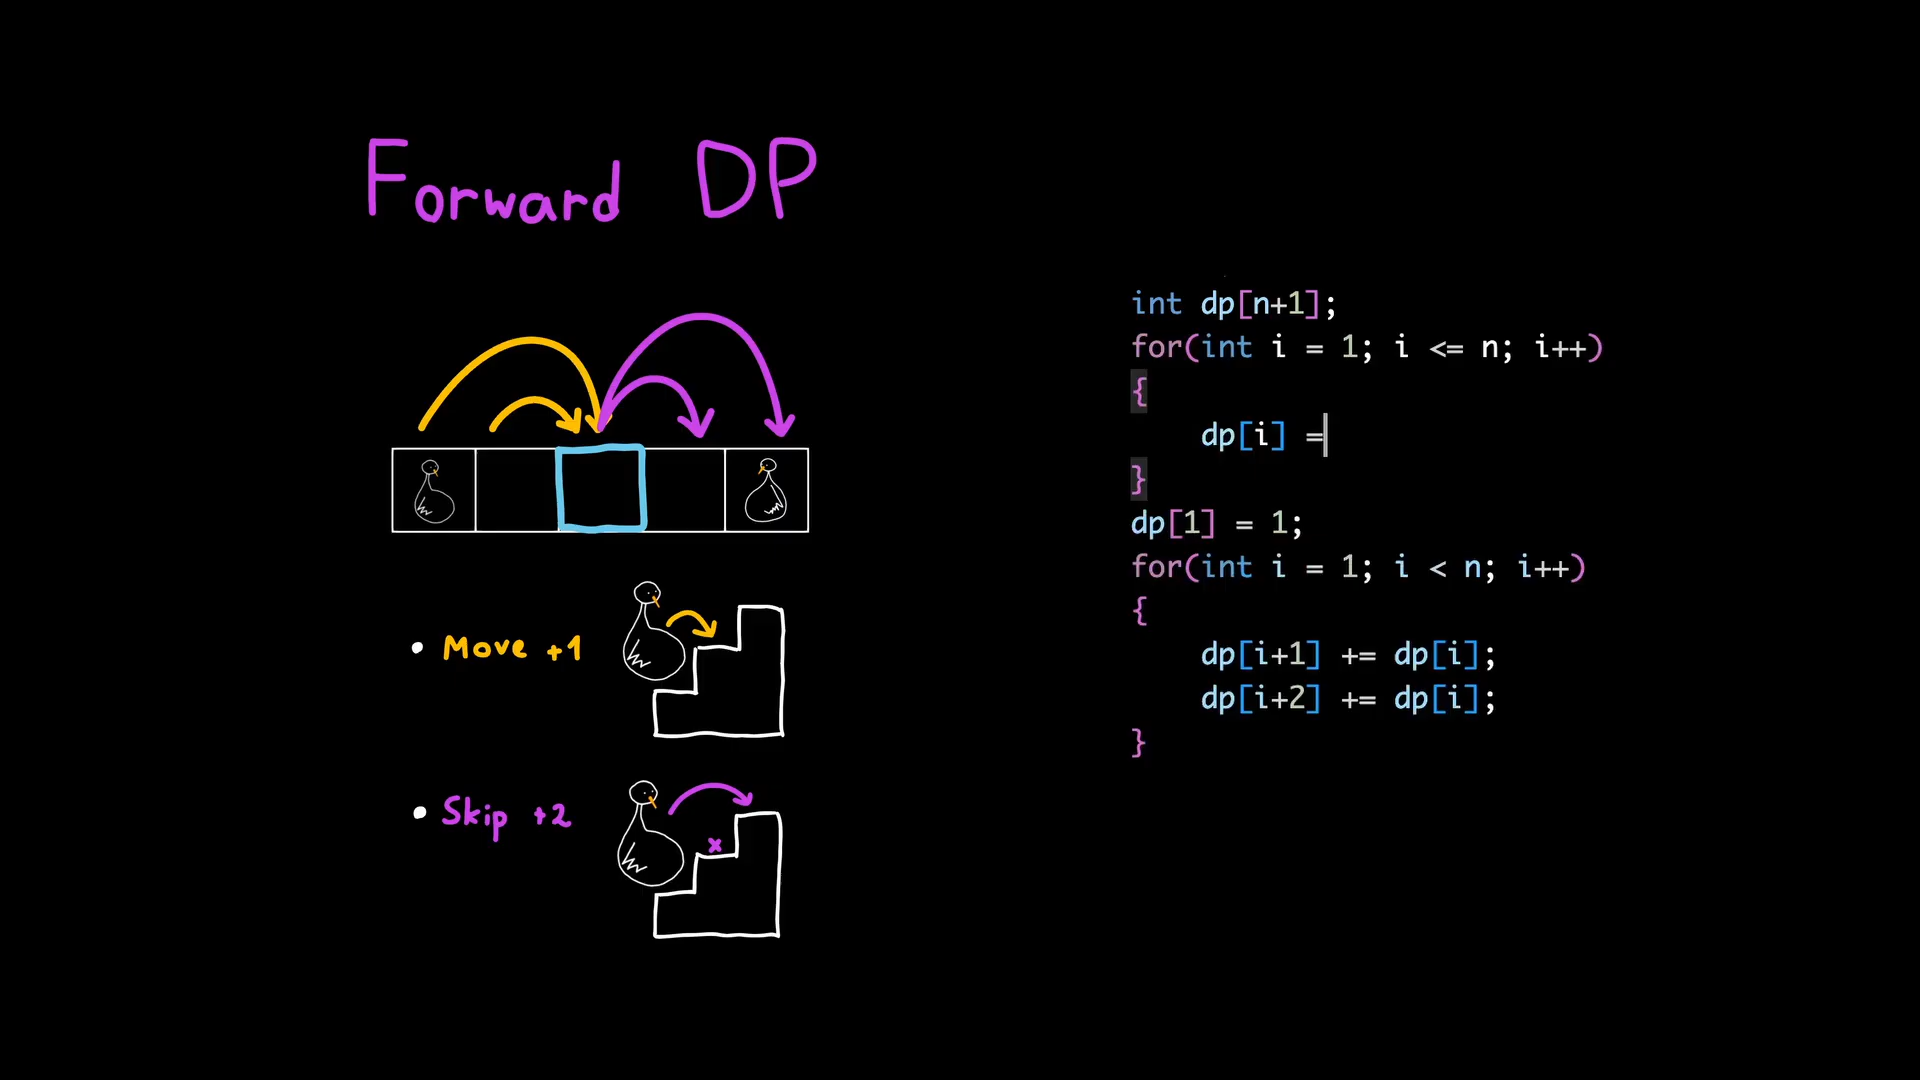 Forward DP
int dp[n+1];
for(int i = 1; i <= n; i++)
{
    dp[i] =
}
dp[1] = 1;
for(int i = 1; i < n; i++)
{
    dp[i+1] += dp[i];
    dp[i+2] += dp[i];
}
• Move +1
• Skip +2
x